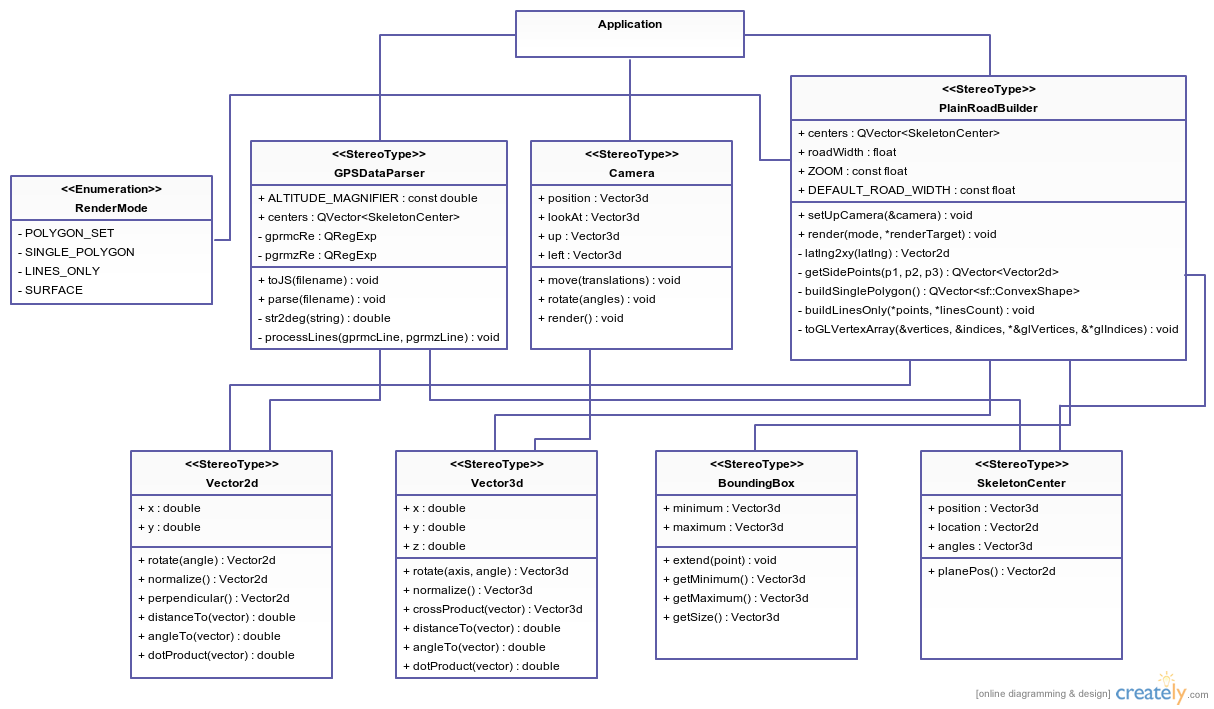 Application
<<StereoType>>
PlainRoadBuilder
+ centers : QVector<SkeletonCenter>
+ roadWidth : float
+ ZOOM : const float
+ DEFAULT_ROAD_WIDTH : const float
+ setUpCamera(&camera) : void
+ render(mode, *renderTarget) : void
- latlng2xy(latlng) : Vector2d
- getSidePoints(p1, p2, p3) : QVector<Vector2d>
- buildSinglePolygon() : QVector<sf::ConvexShape>
- buildLinesOnly(*points, *linesCount) : void
- toGLVertexArray(&vertices, &indices, *&glVertices, &*glIndices) : void
<<StereoType>>
GPSDataParser
+ ALTITUDE_MAGNIFIER : const double
+ centers : QVector<SkeletonCenter>
- gprmcRe : QRegExp
- pgrmzRe : QRegExp
+ toJS(filename) : void
+ parse(filename) : void
- str2deg(string) : double
- processLines(gprmcLine, pgrmzLine) : void
<<StereoType>>
Camera
+ position : Vector3d
+ lookAt : Vector3d
+ up : Vector3d
+ left : Vector3d
+ move(translations) : void
+ rotate(angles) : void
+ render() : void
<<Enumeration>>
RenderMode
- POLYGON_SET
- SINGLE_POLYGON
- LINES_ONLY
- SURFACE
<<StereoType>>
Vector2d
+ x : double
+ y : double
+ rotate(angle) : Vector2d
+ normalize() : Vector2d
+ perpendicular() : Vector2d
+ distanceTo(vector) : double
+ angleTo(vector) : double
+ dotProduct(vector) : double
<<StereoType>>
Vector3d
+ x : double
+ y : double
+ z : double
+ rotate(axis, angle) : Vector3d
+ normalize() : Vector3d
+ crossProduct(vector) : Vector3d
+ distanceTo(vector) : double
+ angleTo(vector) : double
+ dotProduct(vector) : double
<<StereoType>>
BoundingBox
+ minimum : Vector3d
+ maximum : Vector3d
+ extend(point) : void
+ getMinimum() : Vector3d
+ getMaximum() : Vector3d
+ getSize() : Vector3d
<<StereoType>>
SkeletonCenter
+ position : Vector3d
+ location : Vector2d
+ angles : Vector3d
+ planePos() : Vector2d
[online diagramming & design] creately.com